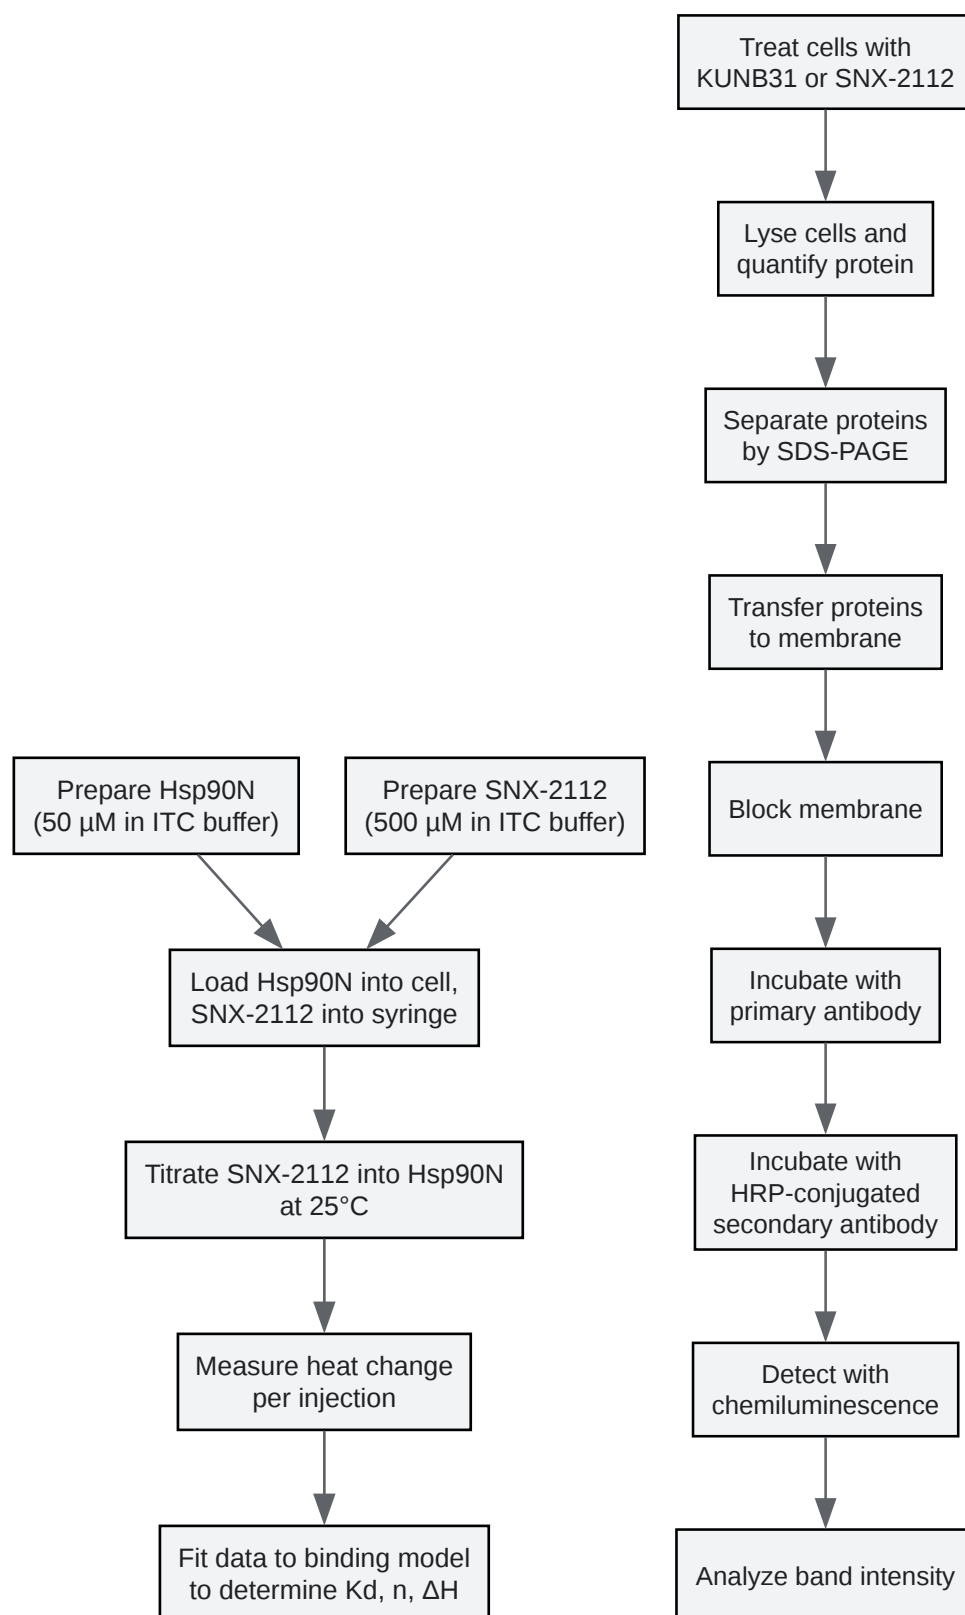 Treat cells with
KUNB31 or SNX-2112
Lyse cells and
quantify protein
Separate proteins
by SDS-PAGE
Transfer proteins
to membrane
Prepare Hsp90N
(50 µM in ITC buffer)
Prepare SNX-2112
(500 µM in ITC buffer)
Block membrane
Load Hsp90N into cell,
SNX-2112 into syringe
Incubate with
primary antibody
Titrate SNX-2112 into Hsp90N
at 25°C
Incubate with
HRP-conjugated
secondary antibody
Measure heat change
per injection
Detect with
chemiluminescence
Fit data to binding model
to determine Kd, n, ΔH
Analyze band intensity